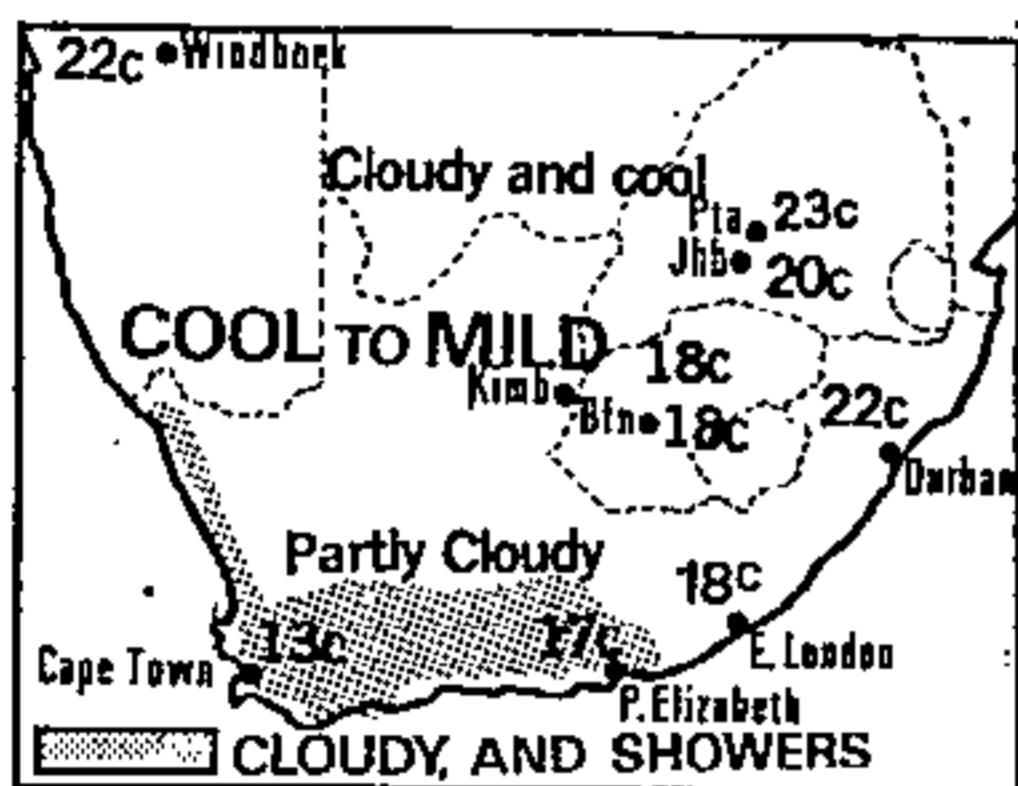 22c Windhoek
Cloudy and cool
Pta 23c
Jhb 20c
COOL TO MILD
18c
Kimb
22c
Bfn 18c
Durban
Partly Cloudy
18c
13c
17c
Cape Town
E. London
P. Elizabeth
CLOUDY, AND SHOWERS